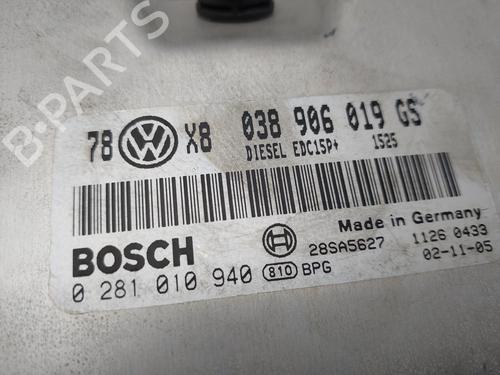 B-PARTS
78 VW X8 038 906 019 GS
DIESEL EDC15P+ 1525
BOSCH
Made in Germany
28SA5627 1126 0433
0 281 010 940 810 BPG 02-11-05